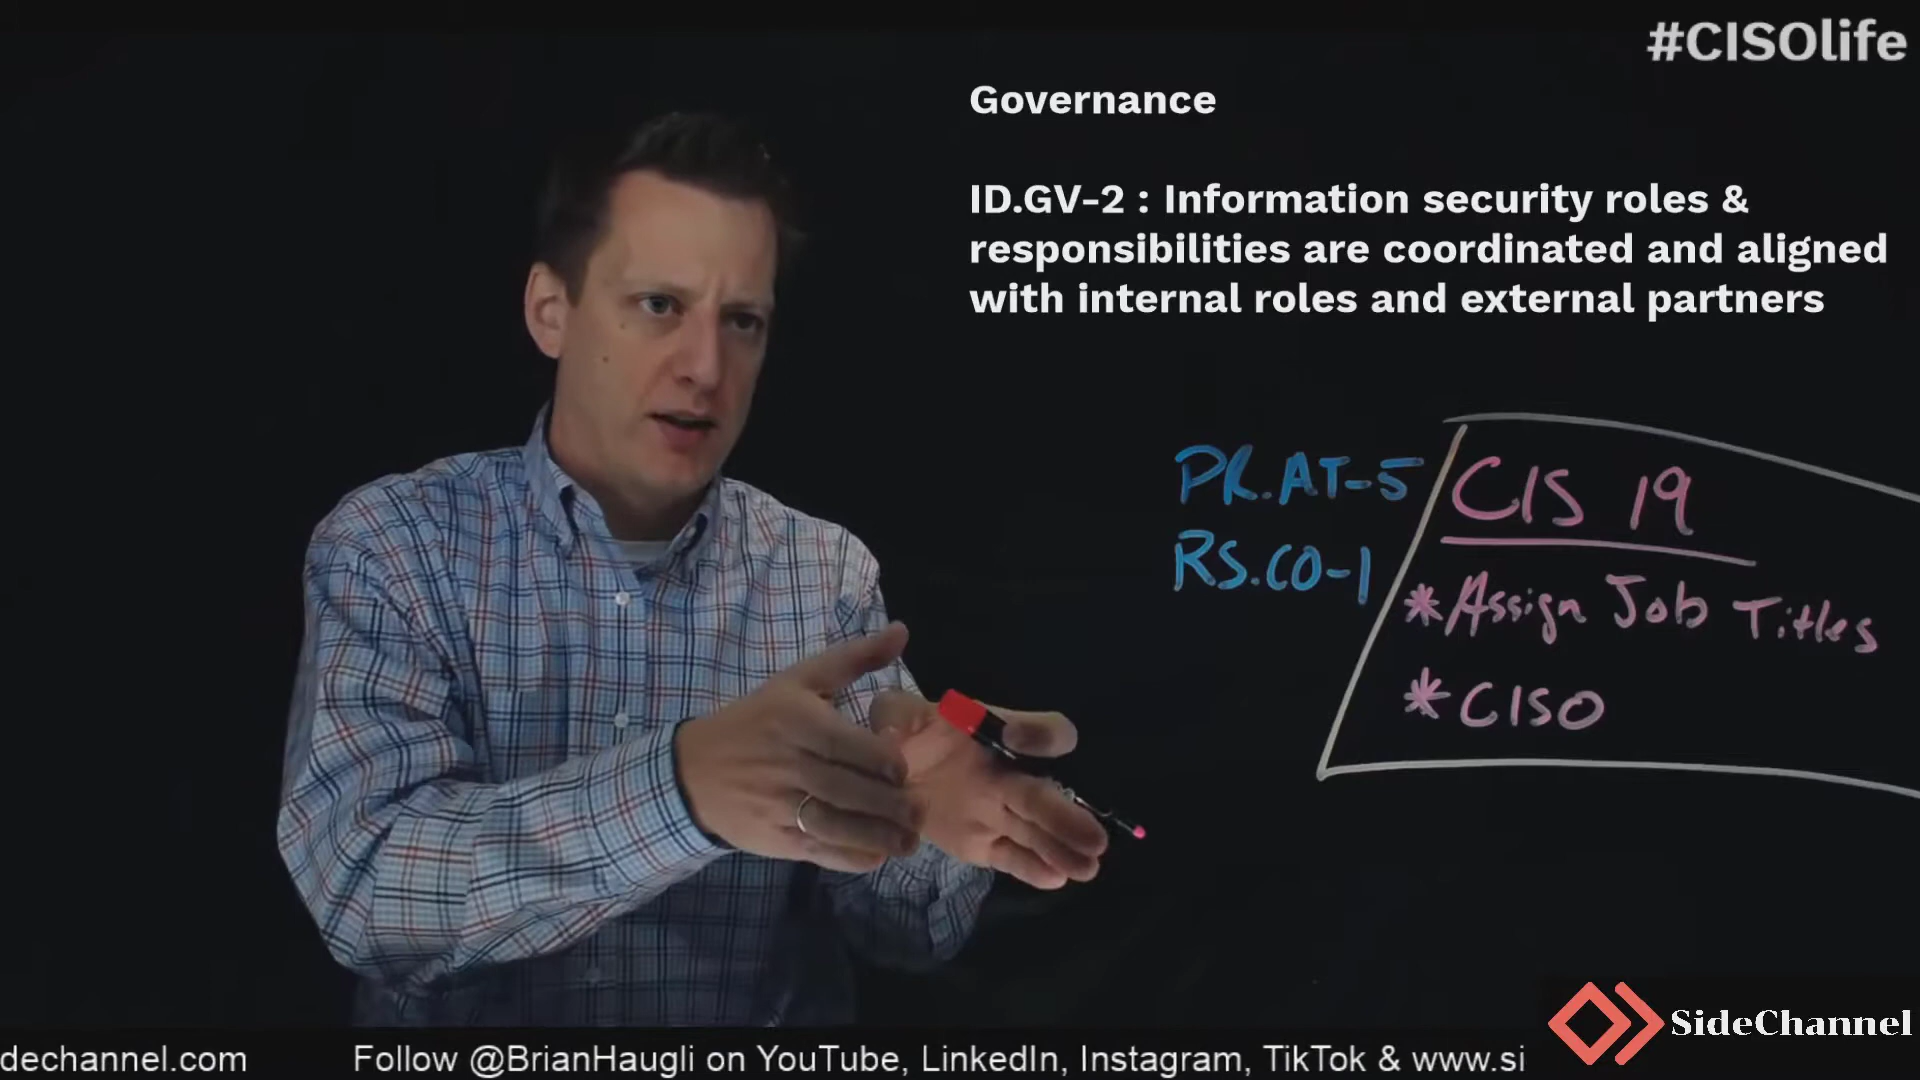 #CISOlife
Governance
ID.GV-2 : Information security roles &
responsibilities are coordinated and aligned
with internal roles and external partners
PR.AT-5
RS.CO-1
CIS 19
*Assign Job Titles
*CISO
SideChannel
dechannel.com Follow @BrianHaugli on YouTube, LinkedIn, Instagram, TikTok & www.si